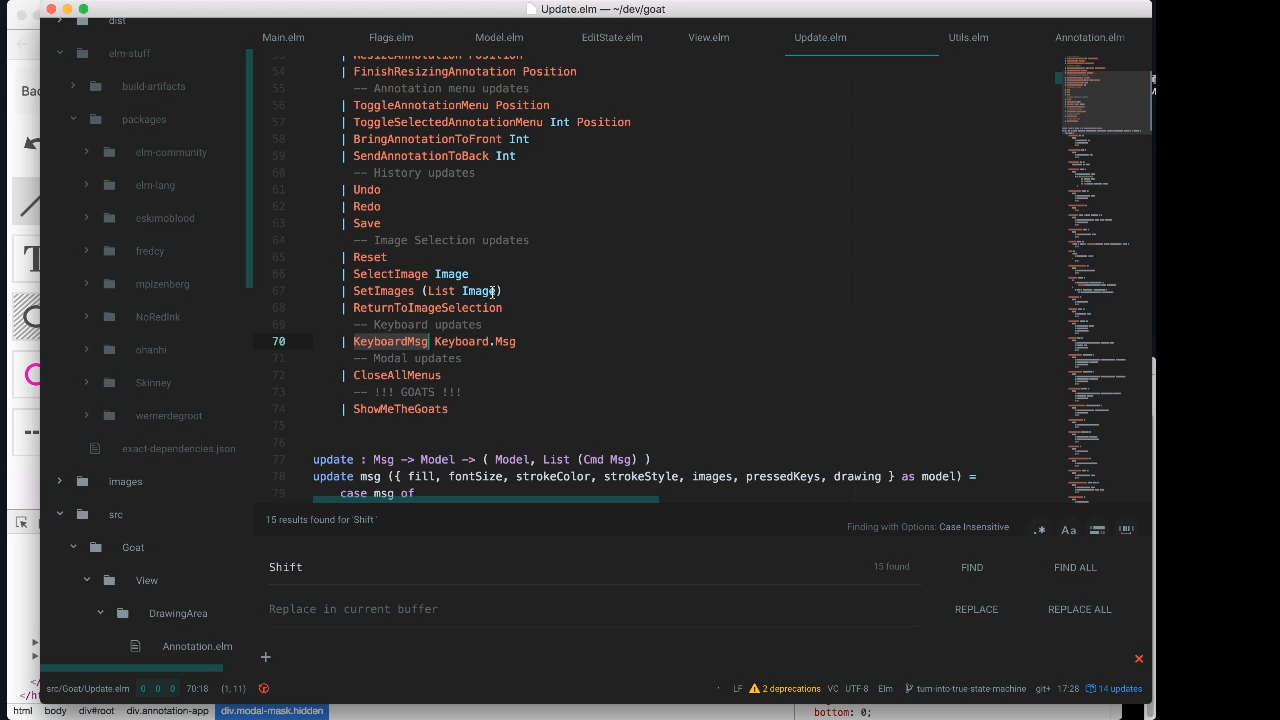 Update.elm — ~/dev/goat
dist
elm-stuff
build-artifacts
packages
elm-community
elm-lang
eskimoblood
fredcy
mpizenberg
NoRedInk
ohanhi
Skinney
wernerdegroot
exact-dependencies.json
images
src
Goat
View
DrawingArea
Annotation.elm
Main.elm
Flags.elm
Model.elm
EditState.elm
View.elm
Update.elm
Utils.elm
Annotation.elm
54 | FinishResizingAnnotation Position
55 -- Annotation menu updates
56 | ToggleAnnotationMenu Position
57 | ToggleSelectedAnnotationMenu Int Position
58 | BringAnnotationToFront Int
59 | SendAnnotationToBack Int
60 -- History updates
61 | Undo
62 | Redo
63 | Save
64 -- Image Selection updates
65 | Reset
66 | SelectImage Image
67 | SetImages (List Image)
68 | ReturnToImageSelection
69 -- Keyboard updates
70 | KeyboardMsg Keyboard.Msg
71 -- Modal updates
72 | CloseAllMenus
73 -- !!! GOATS !!!
74 | ShowMeTheGoats
75
76
77 update : Msg -> Model -> ( Model, List (Cmd Msg) )
78 update msg ({ fill, fontSize, strokeColor, strokeStyle, images, pressedKeys, drawing } as model) =
79 case msg of
15 results found for 'Shift '
Finding with Options: Case Insensitive
.* Aa
Shift
15 found
FIND
FIND ALL
Replace in current buffer
REPLACE
REPLACE ALL
+
src/Goat/Update.elm 0 0 0 70:18 (1, 11)
LF 2 deprecations VC UTF-8 Elm turn-into-true-state-machine git+ 17:28 14 updates
html body div#root div.annotation-app div.modal-mask.hidden
bottom: 0;